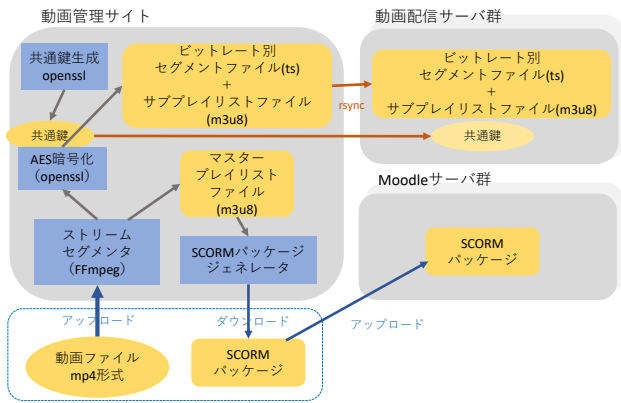 動画管理サイト
動画配信サーバ群
共通鍵生成
openssl
ビットレート別
セグメントファイル(ts)
+
サブプレイリストファイル
(m3u8)
rsync
ビットレート別
セグメントファイル(ts)
+
サブプレイリストファイル
(m3u8)
共通鍵
共通鍵
AES暗号化
（openssl）
マスター
プレイリスト
ファイル
(m3u8)
Moodleサーバ群
ストリーム
セグメンタ
（FFmpeg）
SCORMパッケージ
ジェネレータ
SCORM
パッケージ
アップロード
ダウンロード
アップロード
動画ファイル
mp4形式
SCORM
パッケージ